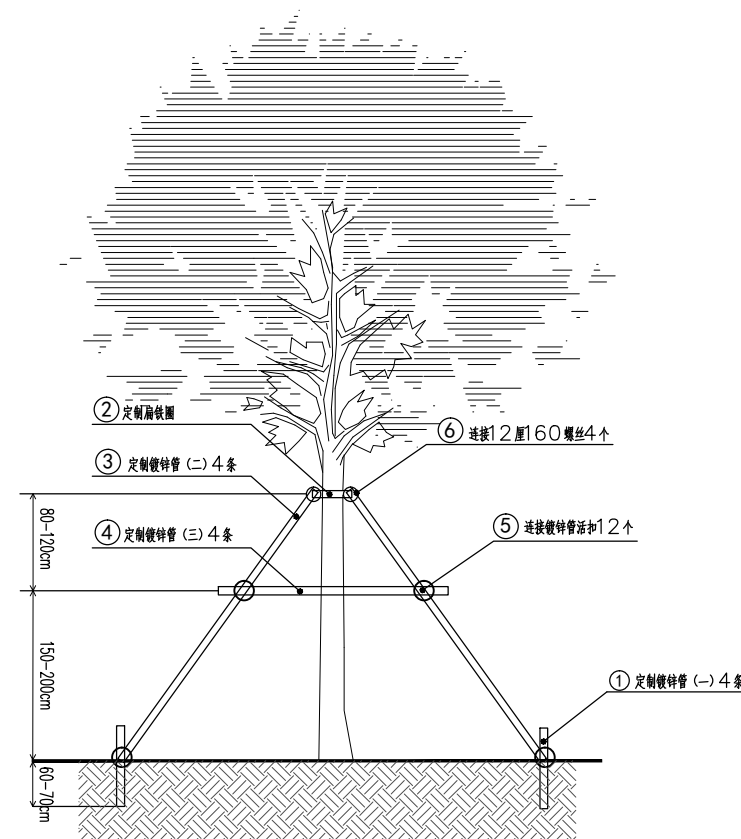 ② 定制扁铁圈
⑥ 连接12厘160螺丝4个
③ 定制镀锌管(二)4条
④ 定制镀锌管(三)4条
⑤ 连接镀锌管活扣12个
80-120cm
150-200cm
① 定制镀锌管(一)4条
60-70cm